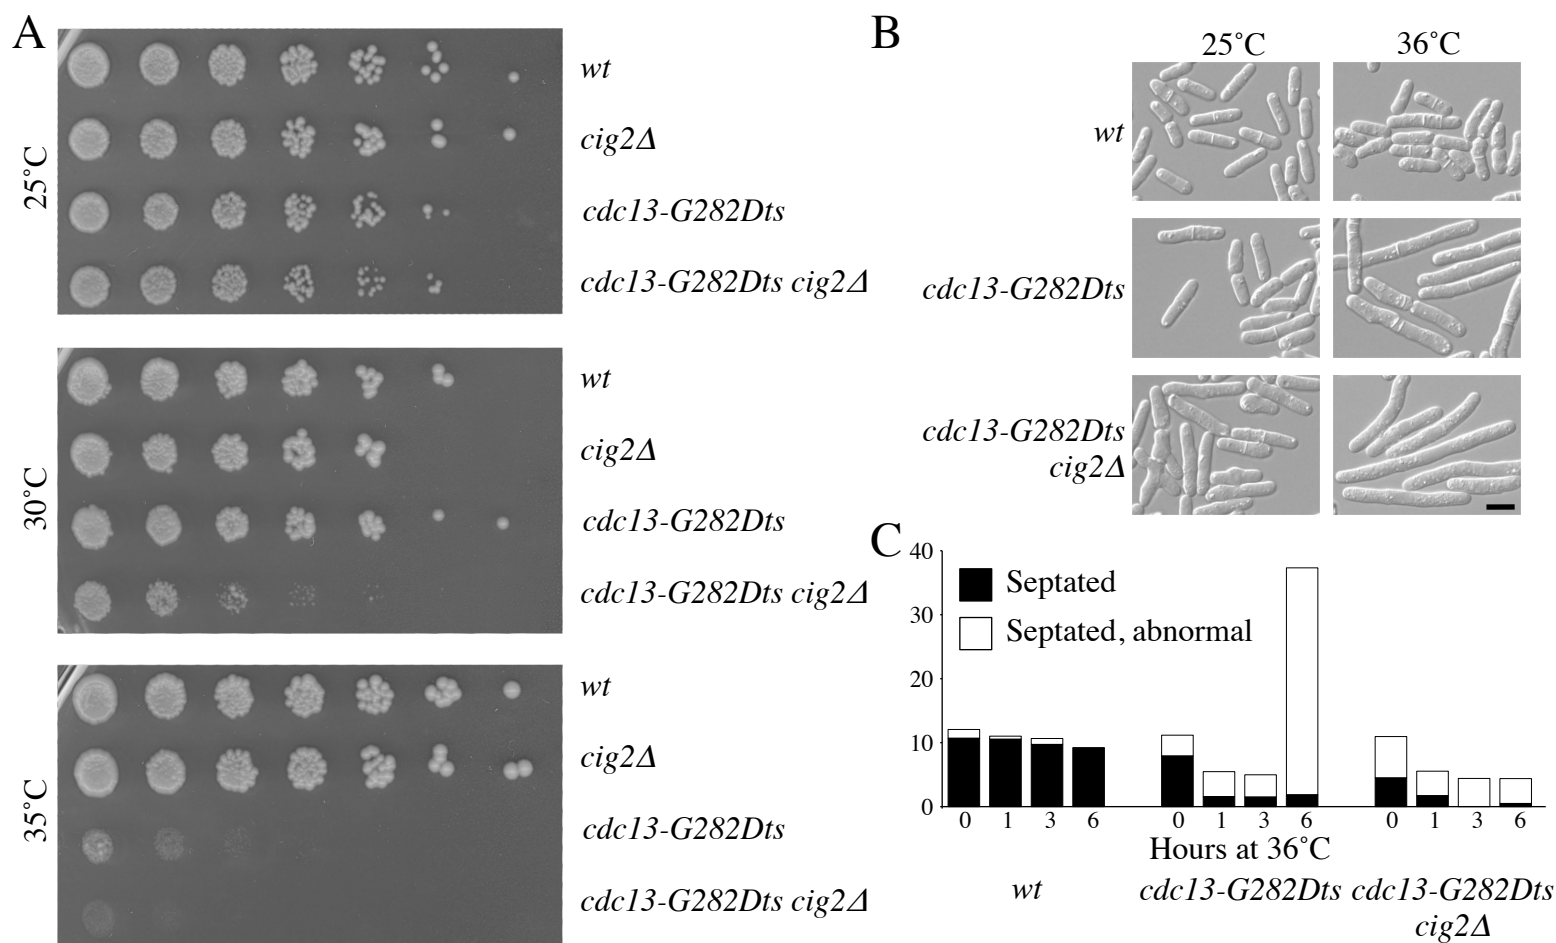 A
25˚C
wt
cig2Δ
cdc13-G282Dts
cdc13-G282Dts cig2Δ
30˚C
wt
cig2Δ
cdc13-G282Dts
cdc13-G282Dts cig2Δ
35˚C
wt
cig2Δ
cdc13-G282Dts
cdc13-G282Dts cig2Δ
B
25˚C 36˚C
wt
cdc13-G282Dts
cdc13-G282Dts
cig2Δ
C
40
30
20
10
0
Septated
Septated, abnormal
0 1 3 6 0 1 3 6 0 1 3 6
Hours at 36˚C
wt cdc13-G282Dts cdc13-G282Dts
cig2Δ